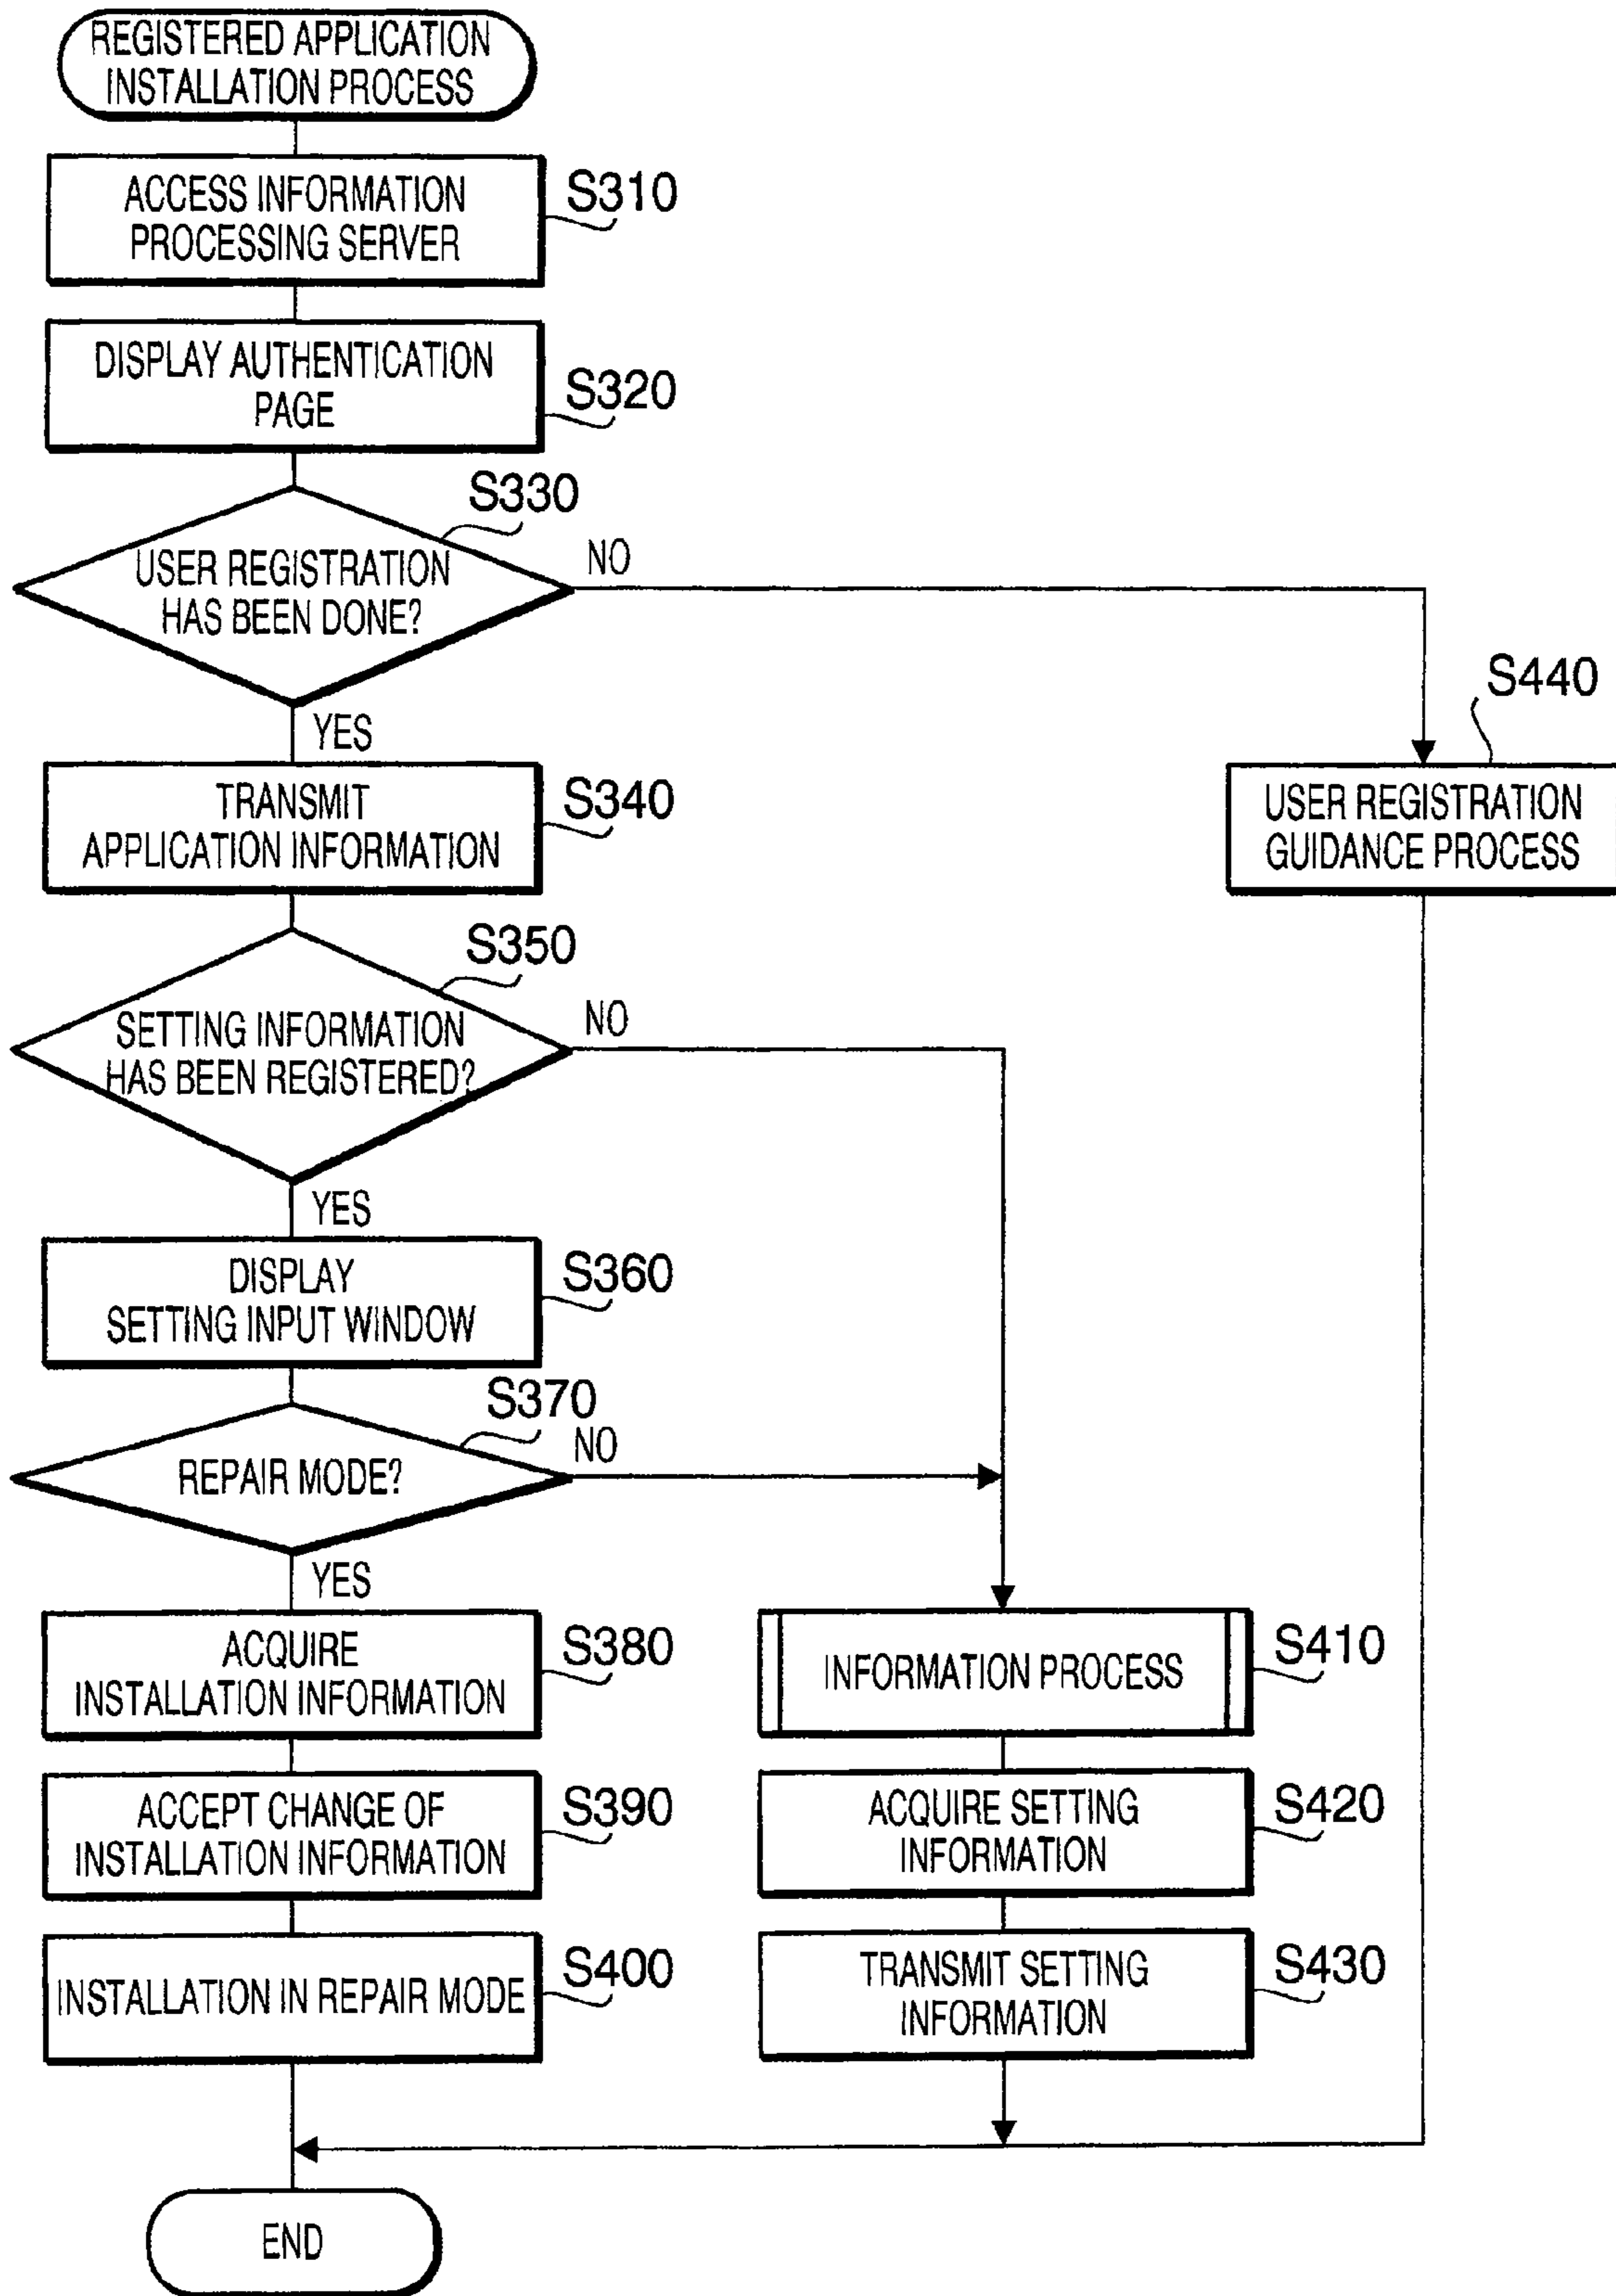 REGISTERED APPLICATION
INSTALLATION PROCESS
ACCESS INFORMATION
PROCESSING SERVER
S310
DISPLAY AUTHENTICATION
PAGE
S320
S330
USER REGISTRATION
HAS BEEN DONE?
NO
YES
S440
USER REGISTRATION
GUIDANCE PROCESS
TRANSMIT
APPLICATION INFORMATION
S340
S350
SETTING INFORMATION
HAS BEEN REGISTERED?
NO
YES
DISPLAY
SETTING INPUT WINDOW
S360
S370
REPAIR MODE?
NO
YES
ACQUIRE
INSTALLATION INFORMATION
S380
ACCEPT CHANGE OF
INSTALLATION INFORMATION
S390
INSTALLATION IN REPAIR MODE
S400
INFORMATION PROCESS
S410
ACQUIRE SETTING
INFORMATION
S420
TRANSMIT SETTING
INFORMATION
S430
END